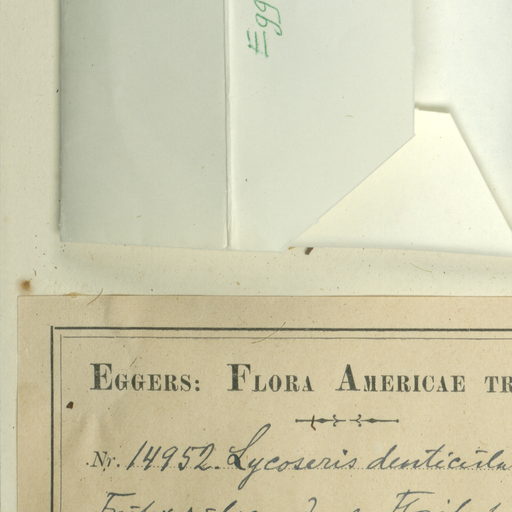 Egg
EGGERS: FLORA AMERICAE TR
Nr. 14952. Lycoseris denticula